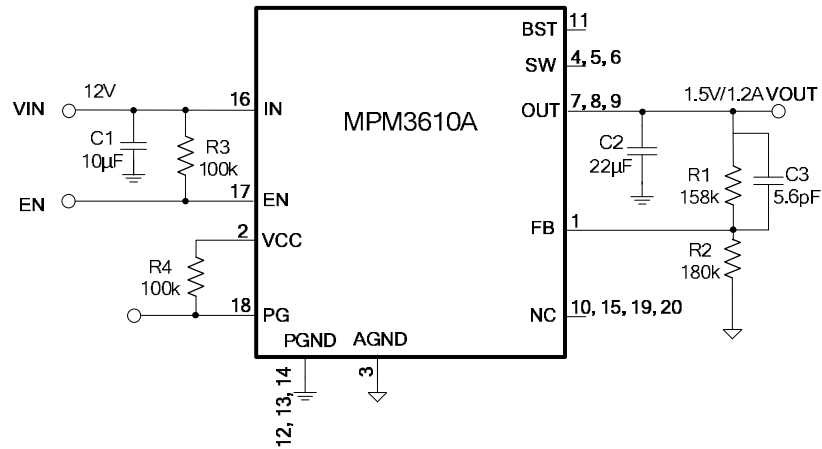 BST
11
SW
4, 5, 6
12V
VIN
16
IN
MPM3610A
OUT
7, 8, 9
1.5V/1.2A VOUT
C1
10μF
R3
100k
C2
22μF
R1
158k
C3
5.6pF
EN
17
EN
2
VCC
FB
1
R4
100k
R2
180k
18
PG
NC
10, 15, 19, 20
PGND
AGND
12, 13, 14
3